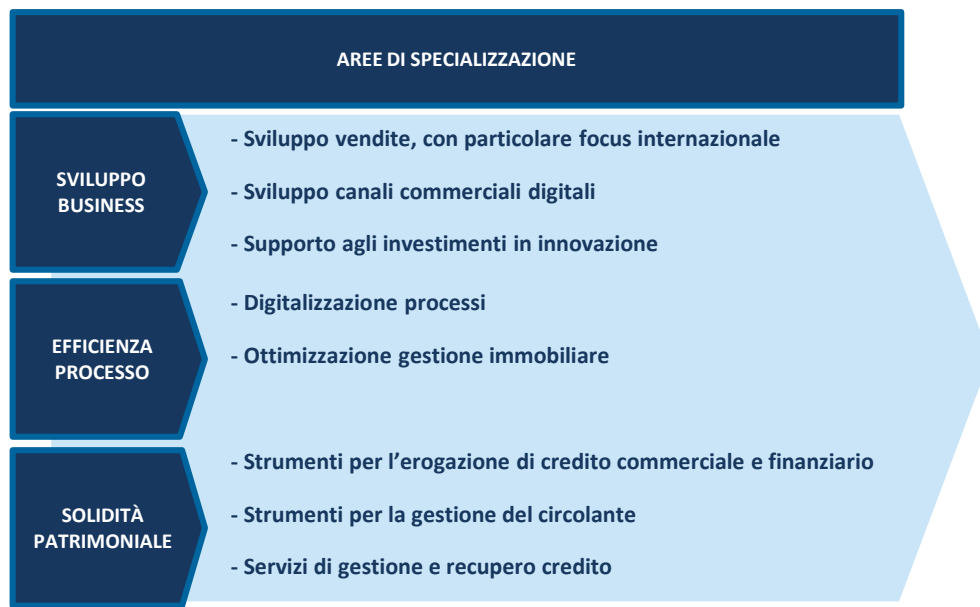 AREE DI SPECIALIZZAZIONE
SVILUPPO
BUSINESS
- Sviluppo vendite, con particolare focus internazionale
- Sviluppo canali commerciali digitali
- Supporto agli investimenti in innovazione
EFFICIENZA
PROCESSO
- Digitalizzazione processi
- Ottimizzazione gestione immobiliare
SOLIDITÀ
PATRIMONIALE
- Strumenti per l’erogazione di credito commerciale e finanziario
- Strumenti per la gestione del circolante
- Servizi di gestione e recupero credito